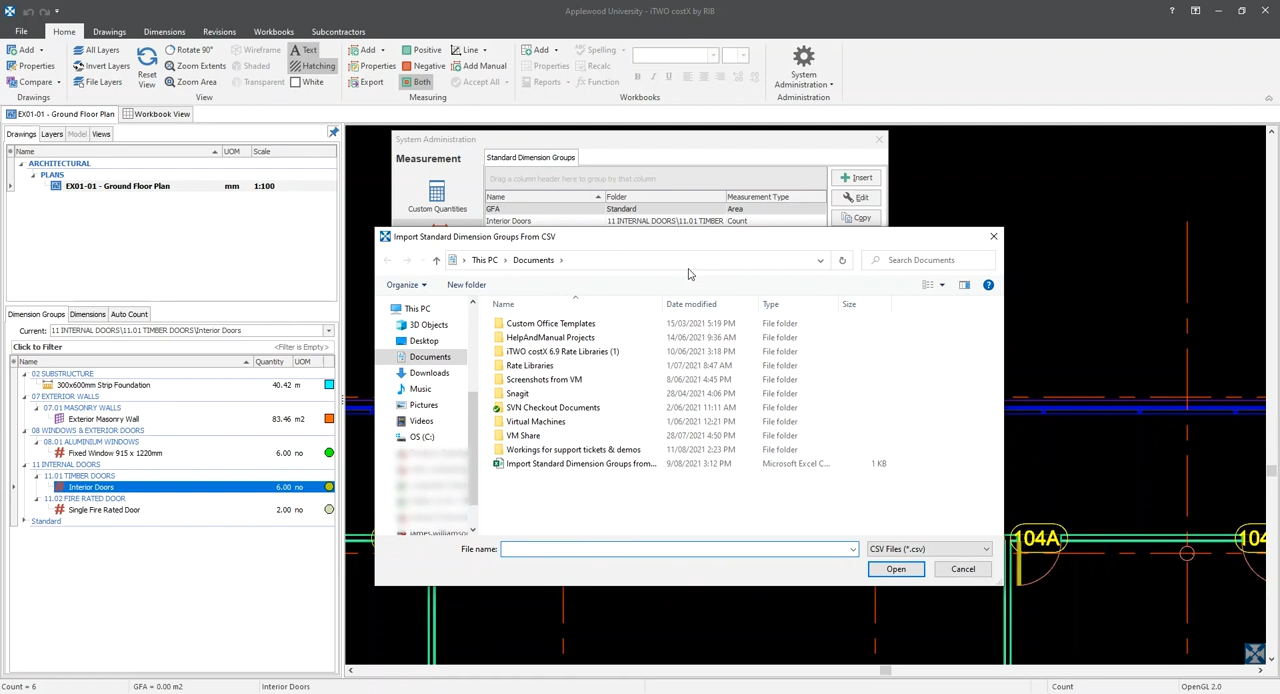 Applewood University - iTWO costX by RIB
File Home Drawings Dimensions Revisions Workbooks Subcontractors
Add All Layers Rotate 90° Wireframe Text Add Positive Line Add Spelling
Properties Invert Layers Reset View Zoom Extents Shaded Hatching Properties Negative Add Manual Properties Recalc System Administration
Compare File Layers Zoom Area Transparent White Export Both Accept All Reports Function B I U
Drawings View Measuring Workbooks Administration
EX01-01 - Ground Floor Plan Workbook View
Drawings Layers Model Views
Name UOM Scale
ARCHITECTURAL
PLANS
EX01-01 - Ground Floor Plan mm 1:100
System Administration
Measurement Standard Dimension Groups
Drag a column header here to group by that column
Insert
Custom Quantities
Name Folder Measurement Type
Edit
GFA Standard Area
Interior Doors 11 INTERNAL DOORS\11.01 TIMBER Count
Copy
Import Standard Dimension Groups From CSV
This PC Documents
Search Documents
Organize New folder
Name Date modified Type Size
This PC
3D Objects
Desktop
Documents
Downloads
Music
Pictures
Videos
OS (C:)
james.williamso
Custom Office Templates 15/03/2021 5:19 PM File folder
HelpAndManual Projects 14/06/2021 9:36 AM File folder
iTWO costX 6.9 Rate Libraries (1) 10/06/2021 3:18 PM File folder
Rate Libraries 1/07/2021 8:47 AM File folder
Screenshots from VM 8/06/2021 4:45 PM File folder
Snagit 28/04/2021 4:06 PM File folder
SVN Checkout Documents 2/06/2021 11:11 AM File folder
Virtual Machines 1/06/2021 12:21 PM File folder
VM Share 28/07/2021 4:50 PM File folder
Workings for support tickets & demos 11/08/2021 2:23 PM File folder
Import Standard Dimension Groups from... 9/08/2021 3:12 PM Microsoft Excel C... 1 KB
File name: CSV Files (*.csv)
Open Cancel
Dimension Groups Dimensions Auto Count
Current: 11 INTERNAL DOORS\11.01 TIMBER DOORS\Interior Doors
Click to Filter <Filter is Empty>
Name Quantity UOM
02 SUBSTRUCTURE
300x600mm Strip Foundation 40.42 m
07 EXTERIOR WALLS
07.01 MASONRY WALLS
Exterior Masonry Wall 83.46 m2
08 WINDOWS & EXTERIOR DOORS
08.01 ALUMINIUM WINDOWS
Fixed Window 915 x 1220mm 6.00 no
11 INTERNAL DOORS
11.01 TIMBER DOORS
Interior Doors 6.00 no
11.02 FIRE RATED DOOR
Single Fire Rated Door 2.00 no
Standard
104A 104
Count = 6 GFA = 0.00 m2 Interior Doors Count OpenGL 2.0